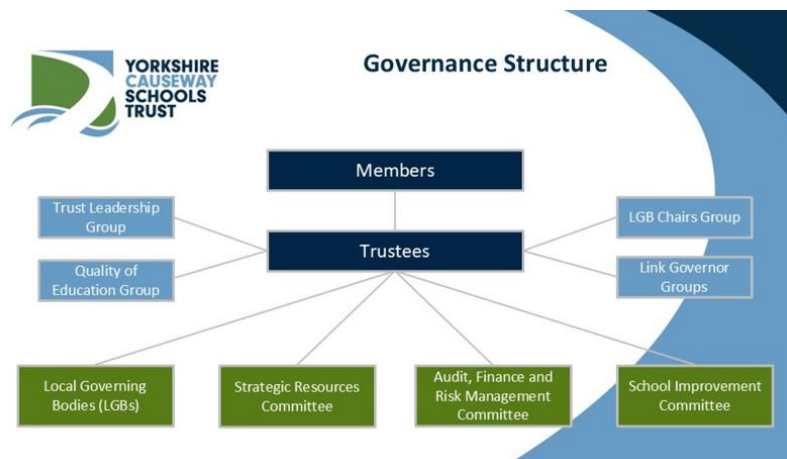 YORKSHIRE
CAUSEWAY
SCHOOLS
TRUST
Governance Structure
Members
Trust Leadership
Group
LGB Chairs Group
Trustees
Quality of
Education Group
Link Governor
Groups
Local Governing
Bodies (LGBs)
Strategic Resources
Committee
Audit, Finance and
Risk Management
Committee
School Improvement
Committee